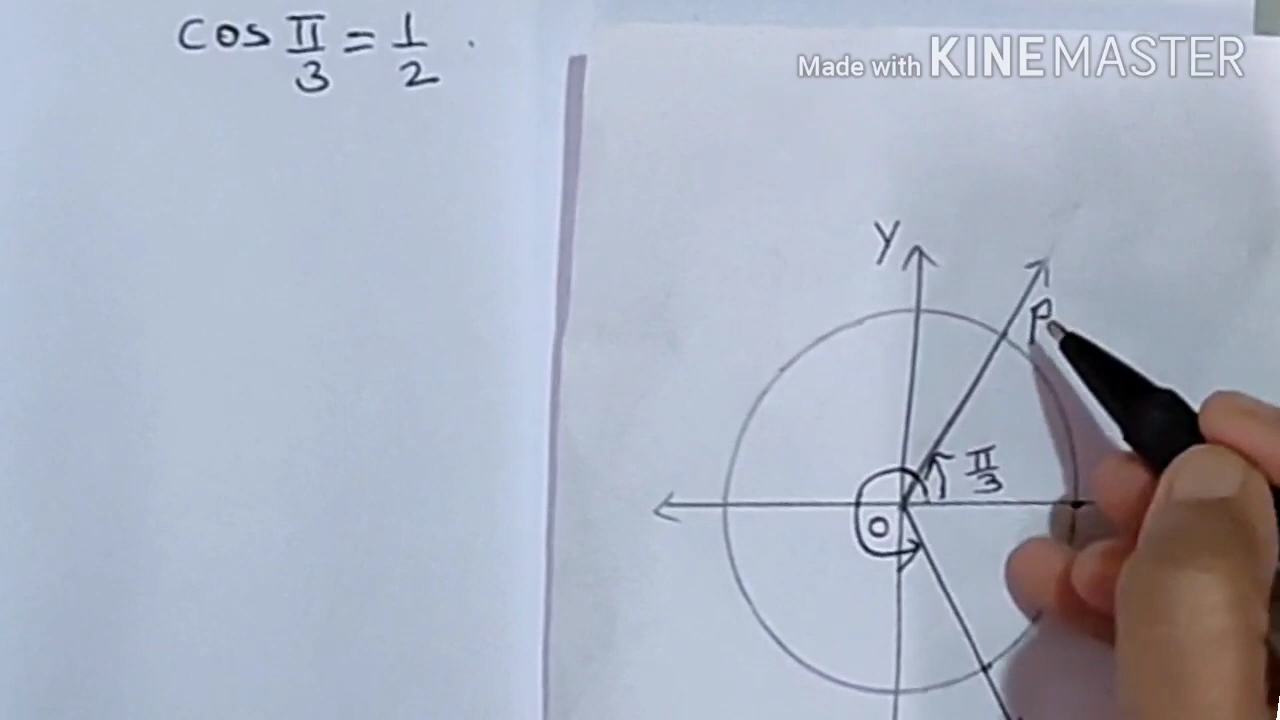 cos π/3 = 1/2 .
Made with KINEMASTER
Y
P
π/3
O